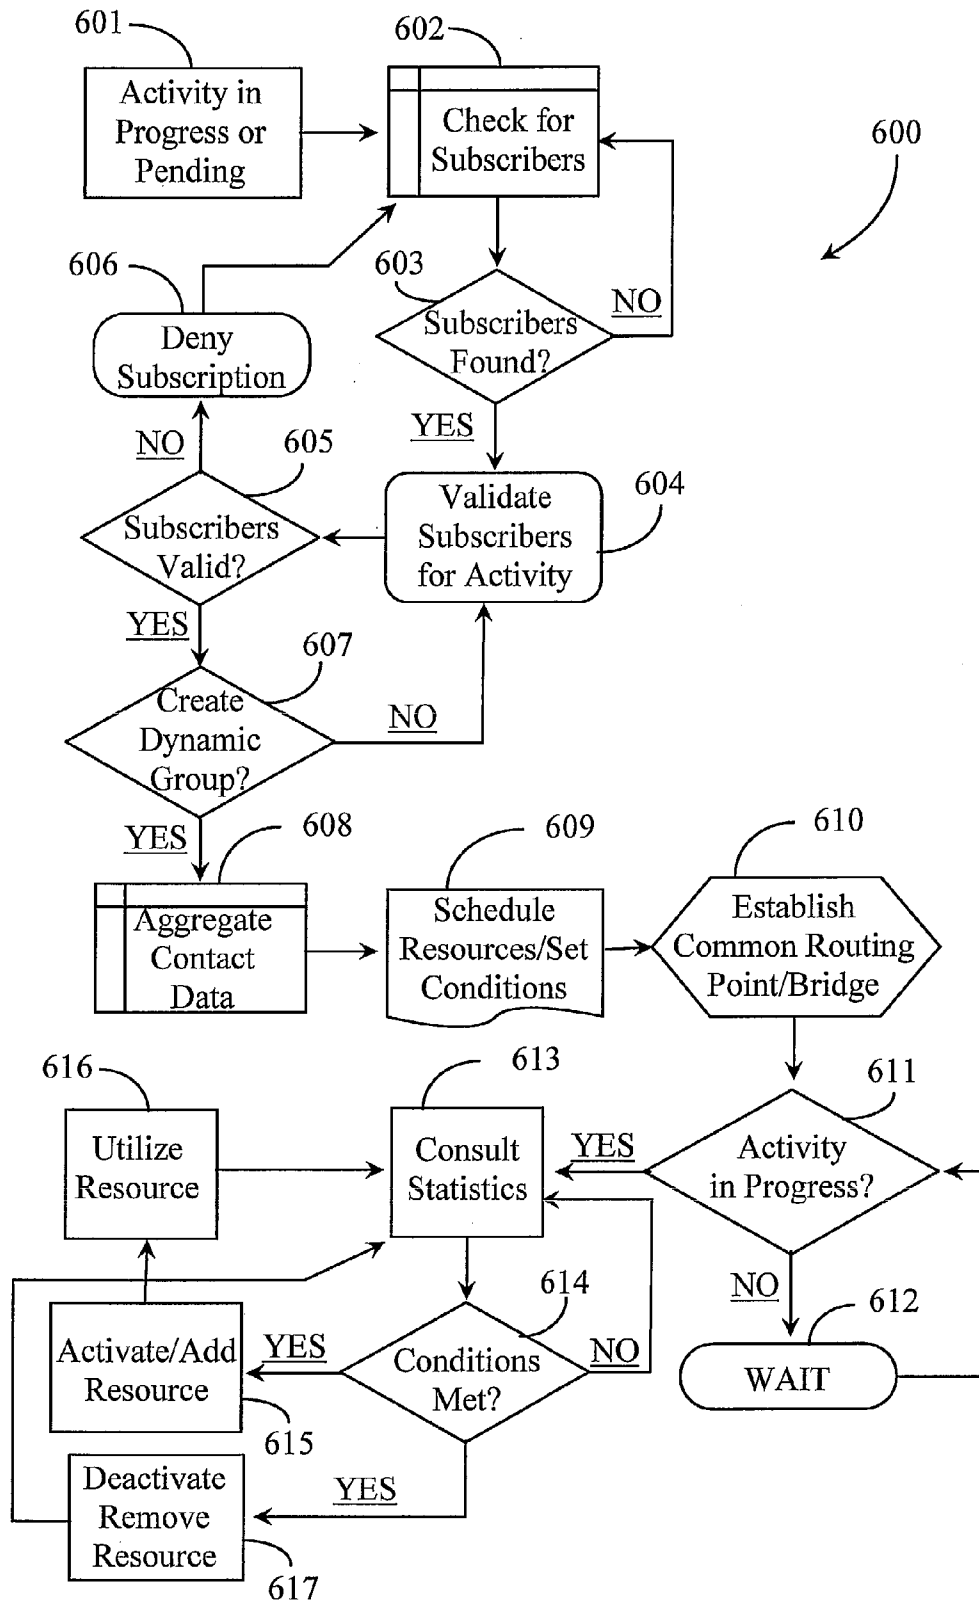 601
602
Activity in
Progress or
Pending
Check for
Subscribers
600
606
603
NO
Deny
Subscription
Subscribers
Found?
YES
NO
605
604
Validate
Subscribers
for Activity
Subscribers
Valid?
YES
607
Create
Dynamic
Group?
NO
YES
608
609
610
Aggregate
Contact
Data
Schedule
Resources/Set
Conditions
Establish
Common Routing
Point/Bridge
616
613
611
Utilize
Resource
Consult
Statistics
YES
Activity
in Progress?
NO
614
612
Activate/Add
Resource
YES
Conditions
Met?
NO
WAIT
615
Deactivate
Remove
Resource
YES
617